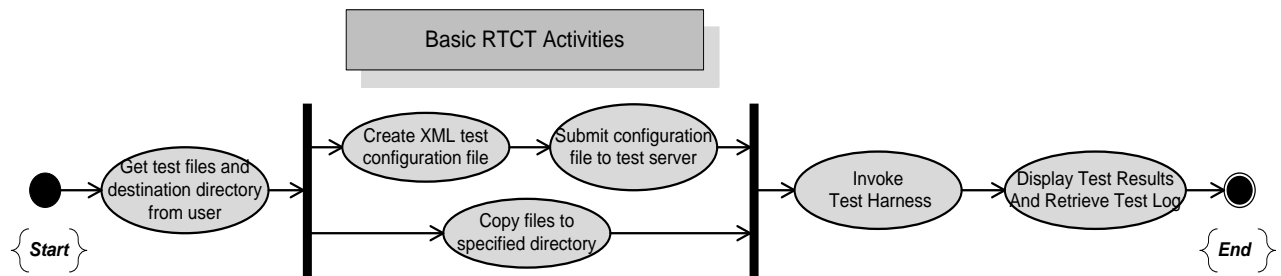 Basic RTCT Activities
Get test files and
destination directory
from user
Create XML test
configuration file
Submit configuration
file to test server
Copy files to
specified directory
Invoke
Test Harness
Display Test Results
And Retrieve Test Log
Start
End